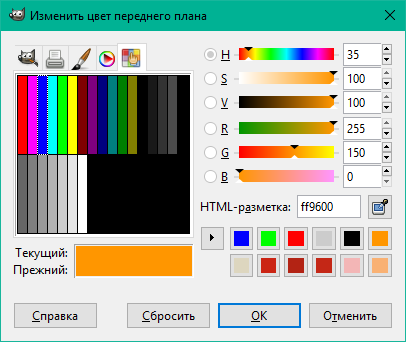 Изменить цвет переднего плана
H 35
S 100
V 100
R 255
G 150
B 0
HTML-разметка: ff9600
Текущий:
Прежний:
Справка Сбросить OK Отменить